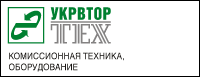 УКРВТОР
ТЕХ
КОМИССИОННАЯ ТЕХНИКА,
ОБОРУДОВАНИЕ